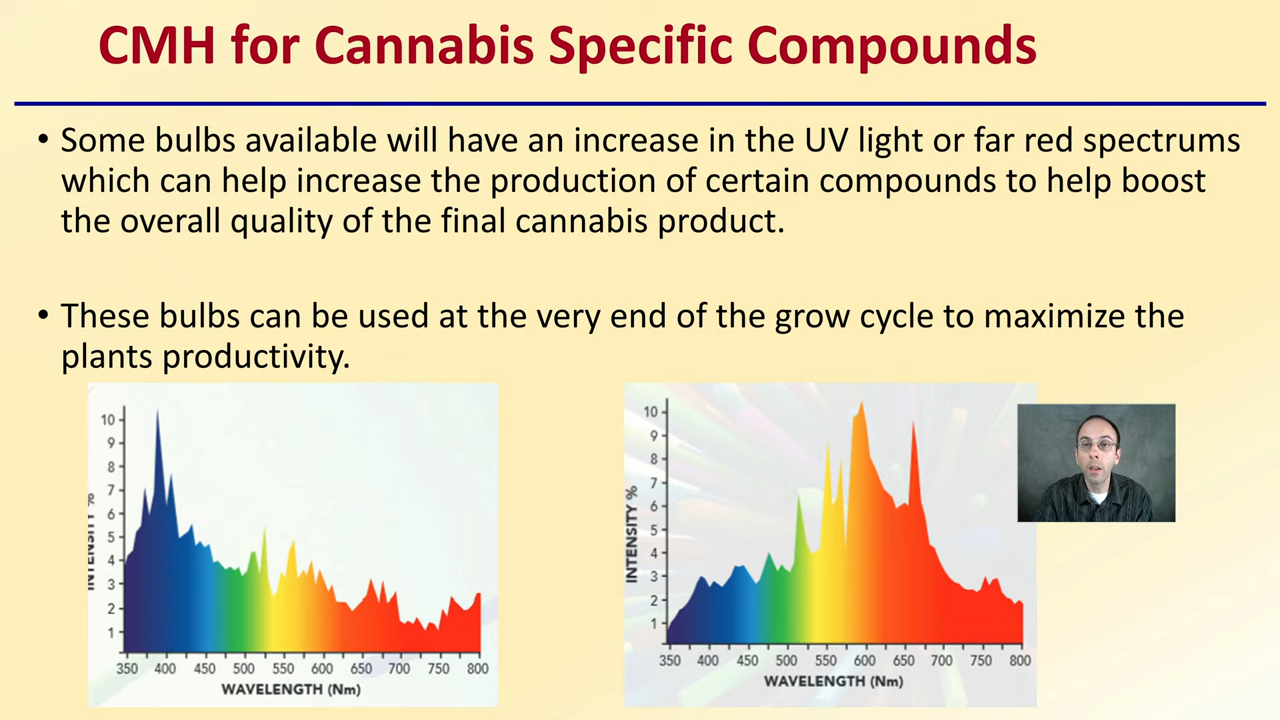 CMH for Cannabis Specific Compounds
• Some bulbs available will have an increase in the UV light or far red spectrums
which can help increase the production of certain compounds to help boost
the overall quality of the final cannabis product.
• These bulbs can be used at the very end of the grow cycle to maximize the
plants productivity.
INTENSITY %
10
9
8
7
6
5
4
3
2
1
350 400 450 500 550 600 650 700 750 800
WAVELENGTH (Nm)
INTENSITY %
10
9
8
7
6
5
4
3
2
1
350 400 450 500 550 600 650 700 750 800
WAVELENGTH (Nm)